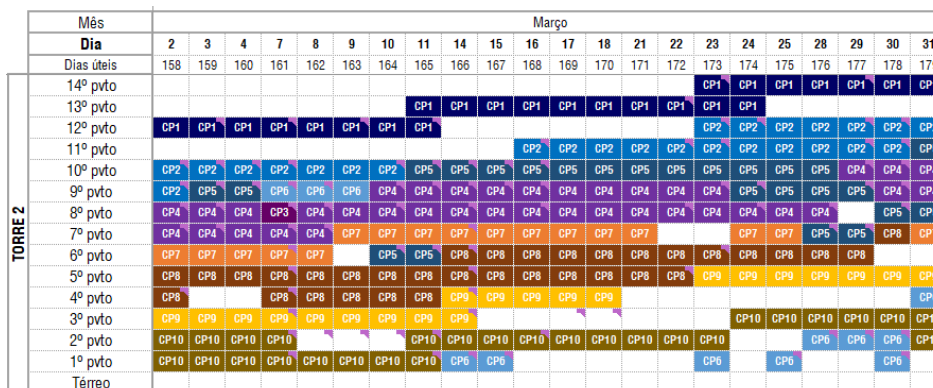 Mês Março
Dia 2 3 4 7 8 9 10 11 14 15 16 17 18 21 22 23 24 25 28 29 30 31
Dias úteis 158 159 160 161 162 163 164 165 166 167 168 169 170 171 172 173 174 175 176 177 178 179
TORRE 2
14º pvto CP1 CP1 CP1 CP1 CP1 CP1 CP1
13º pvto CP1 CP1 CP1 CP1 CP1 CP1 CP1 CP1 CP1 CP1
12º pvto CP1 CP1 CP1 CP1 CP1 CP1 CP1 CP1 CP2 CP2 CP2 CP2 CP2 CP2 CP2
11º pvto CP2 CP2 CP2 CP2 CP2 CP2 CP2 CP2 CP2 CP2 CP2 CP5
10º pvto CP2 CP2 CP2 CP2 CP2 CP2 CP2 CP5 CP5 CP5 CP5 CP5 CP5 CP5 CP5 CP5 CP5 CP5 CP5 CP4 CP4 CP4
9º pvto CP2 CP5 CP5 CP6 CP6 CP6 CP4 CP4 CP4 CP4 CP4 CP4 CP4 CP4 CP4 CP4 CP5 CP5 CP5 CP5 CP4 CP4
8º pvto CP4 CP4 CP4 CP3 CP4 CP4 CP4 CP4 CP4 CP4 CP4 CP4 CP4 CP4 CP4 CP4 CP4 CP4 CP4 CP5 CP5
7º pvto CP4 CP4 CP4 CP4 CP4 CP7 CP7 CP7 CP7 CP7 CP7 CP7 CP7 CP7 CP7 CP7 CP5 CP5 CP8 CP7
6º pvto CP7 CP7 CP7 CP7 CP7 CP5 CP5 CP8 CP8 CP8 CP8 CP8 CP8 CP8 CP8 CP8 CP8 CP8 CP8
5º pvto CP8 CP8 CP8 CP8 CP8 CP8 CP8 CP8 CP8 CP8 CP8 CP8 CP8 CP8 CP8 CP9 CP9 CP9 CP9 CP9 CP9 CP9
4º pvto CP8 CP8 CP8 CP8 CP8 CP8 CP9 CP9 CP9 CP9 CP9 CP
3º pvto CP9 CP9 CP9 CP9 CP9 CP9 CP9 CP9 CP9 CP10 CP10 CP10 CP10 CP10 CP1
2º pvto CP10 CP10 CP10 CP10 CP10 CP10 CP10 CP10 CP10 CP10 CP10 CP10 CP10 CP6 CP6 CP6 CP1
1º pvto CP10 CP10 CP10 CP10 CP10 CP10 CP10 CP10 CP6 CP6 CP6 CP6 CP6
Térreo